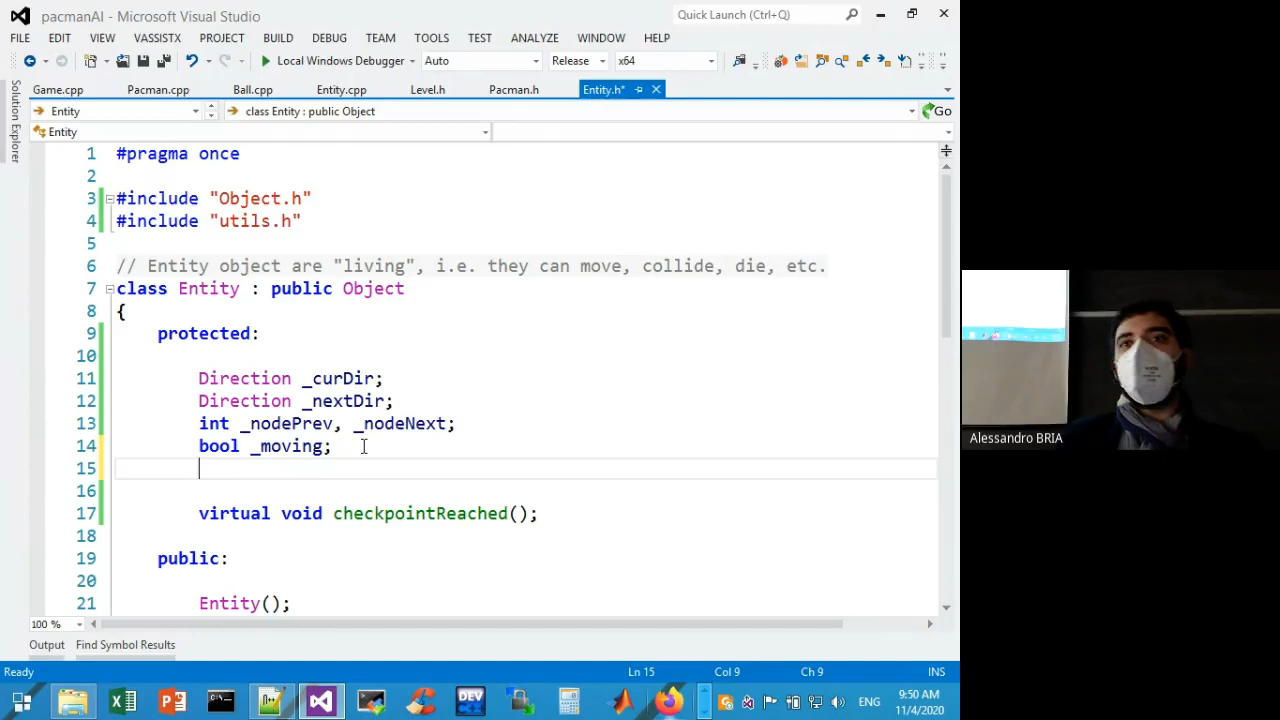 pacmanAI - Microsoft Visual Studio
Quick Launch (Ctrl+Q)
FILE EDIT VIEW VASSISTX PROJECT BUILD DEBUG TEAM TOOLS TEST ANALYZE WINDOW HELP
Local Windows Debugger Auto Release x64
Solution Explorer
Game.cpp Pacman.cpp Ball.cpp Entity.cpp Level.h Pacman.h Entity.h*
Entity class Entity : public Object Go
Entity
1 #pragma once
2
3 #include "Object.h"
4 #include "utils.h"
5
6 // Entity object are "living", i.e. they can move, collide, die, etc.
7 class Entity : public Object
8 {
9 protected:
10
11 Direction _curDir;
12 Direction _nextDir;
13 int _nodePrev, _nodeNext;
14 bool _moving;
15
16
17 virtual void checkpointReached();
18
19 public:
20
21 Entity();
100 %
Output Find Symbol Results
Ready Ln 15 Col 9 Ch 9 INS
DEV
ENG
9:50 AM
11/4/2020
Alessandro BRIA